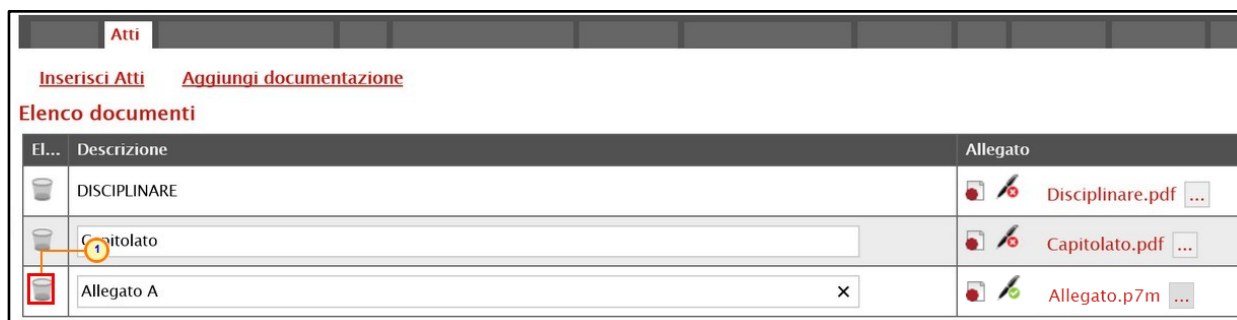 Atti
Inserisci Atti Aggiungi documentazione
Elenco documenti
El... Descrizione Allegato
DISCIPLINARE Disciplinare.pdf ...
Capitolato Capitolato.pdf ...
1
Allegato A Allegato.p7m ...